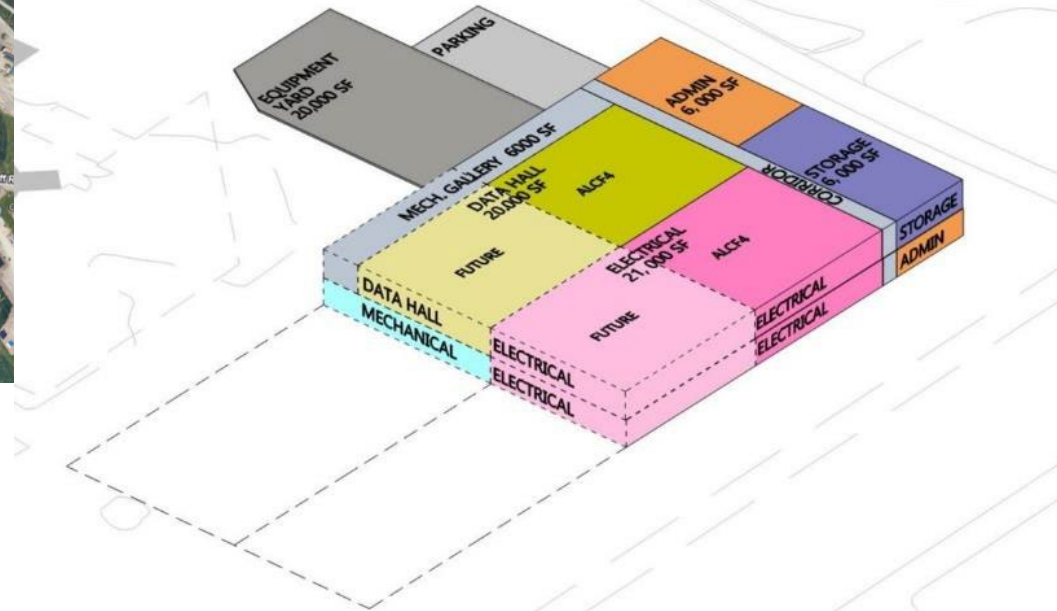 PARKING
EQUIPMENT
YARD
20,000 SF
ADMIN
6, 000 SF
STORAGE
6, 000 SF
CORRIDOR
MECH. GALLERY 6000 SF
DATA HALL
20,000 SF
ALCF4
FUTURE
ELECTRICAL
21, 000 SF
ALCF4
FUTURE
STORAGE
ADMIN
DATA HALL
MECHANICAL
ELECTRICAL
ELECTRICAL
ELECTRICAL
ELECTRICAL